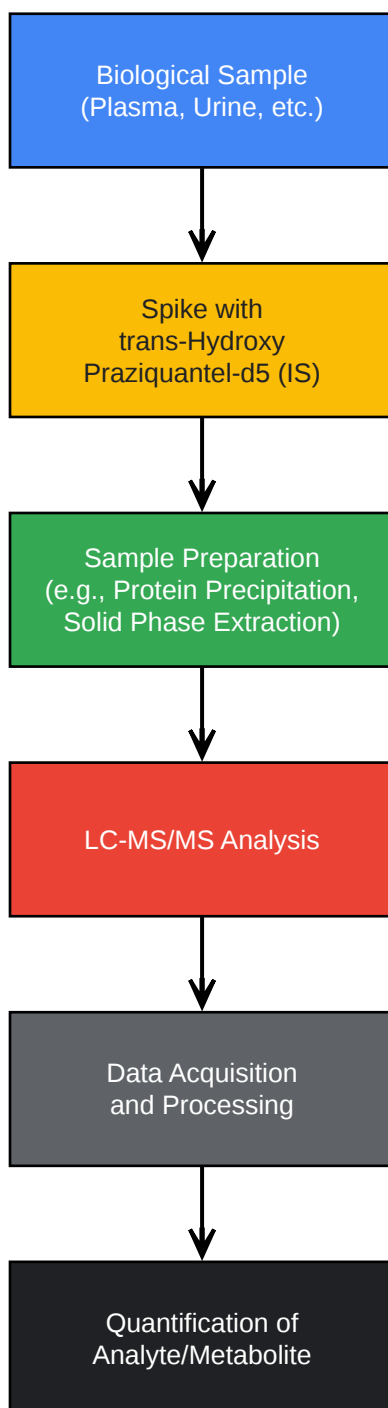 Biological Sample
(Plasma, Urine, etc.)
Spike with
trans-Hydroxy
Praziquantel-d5 (IS)
Sample Preparation
(e.g., Protein Precipitation,
Solid Phase Extraction)
LC-MS/MS Analysis
Data Acquisition
and Processing
Quantification of
Analyte/Metabolite